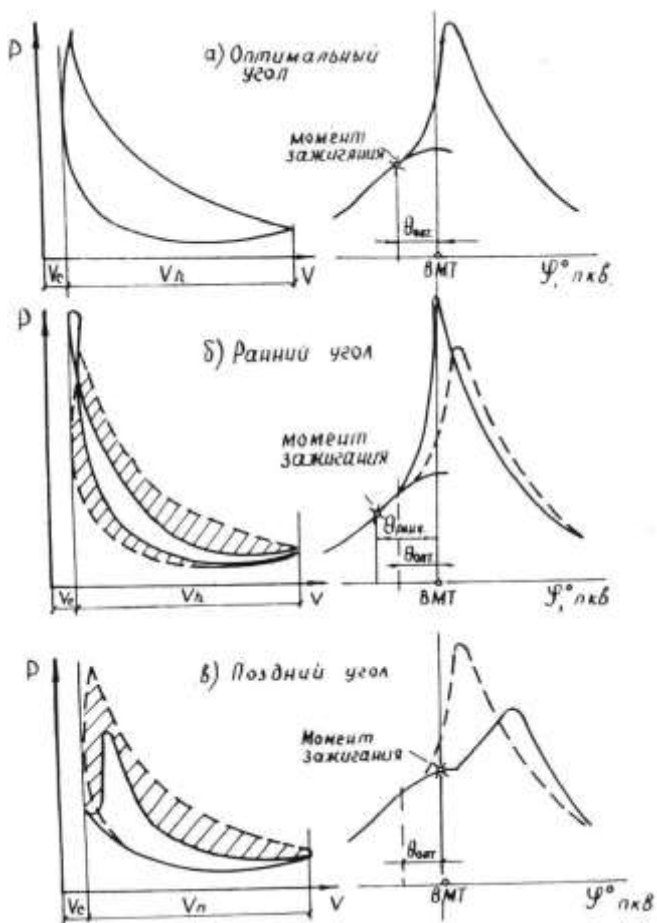 P
а) Оптимальный
угол
момент
зажигания
θопт.
Vc
Vh
V
ВМТ
φ,° пкв.
P
б) Ранний угол
момент
зажигания
θранн.
θопт
Vc
Vh
V
ВМТ
φ,° пкв
P
в) Поздний угол
Момент
зажигания
θопт
Vc
Vп
V
ВМТ
φ°
пкв